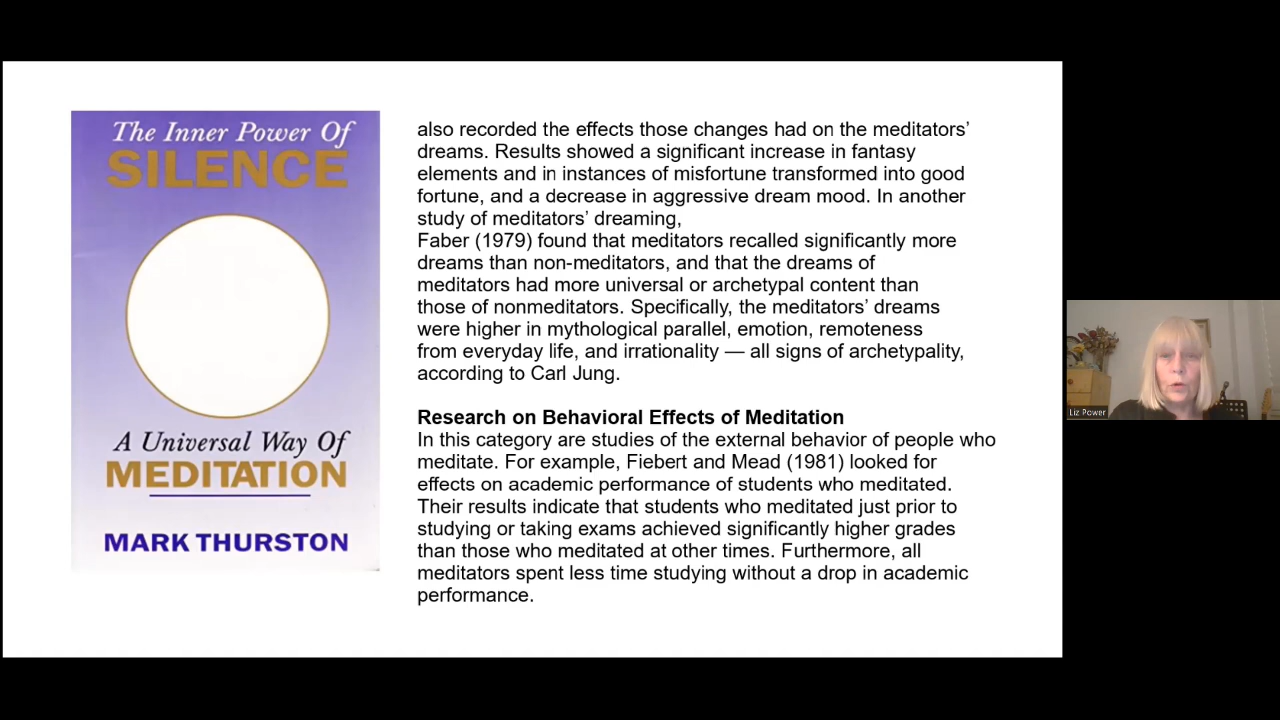 The Inner Power Of
SILENCE
A Universal Way Of
MEDITATION
MARK THURSTON
also recorded the effects those changes had on the meditators’
dreams. Results showed a significant increase in fantasy
elements and in instances of misfortune transformed into good
fortune, and a decrease in aggressive dream mood. In another
study of meditators’ dreaming,
Faber (1979) found that meditators recalled significantly more
dreams than non-meditators, and that the dreams of
meditators had more universal or archetypal content than
those of nonmeditators. Specifically, the meditators’ dreams
were higher in mythological parallel, emotion, remoteness
from everyday life, and irrationality — all signs of archetypality,
according to Carl Jung.
Research on Behavioral Effects of Meditation
In this category are studies of the external behavior of people who
meditate. For example, Fiebert and Mead (1981) looked for
effects on academic performance of students who meditated.
Their results indicate that students who meditated just prior to
studying or taking exams achieved significantly higher grades
than those who meditated at other times. Furthermore, all
meditators spent less time studying without a drop in academic
performance.
Liz Power